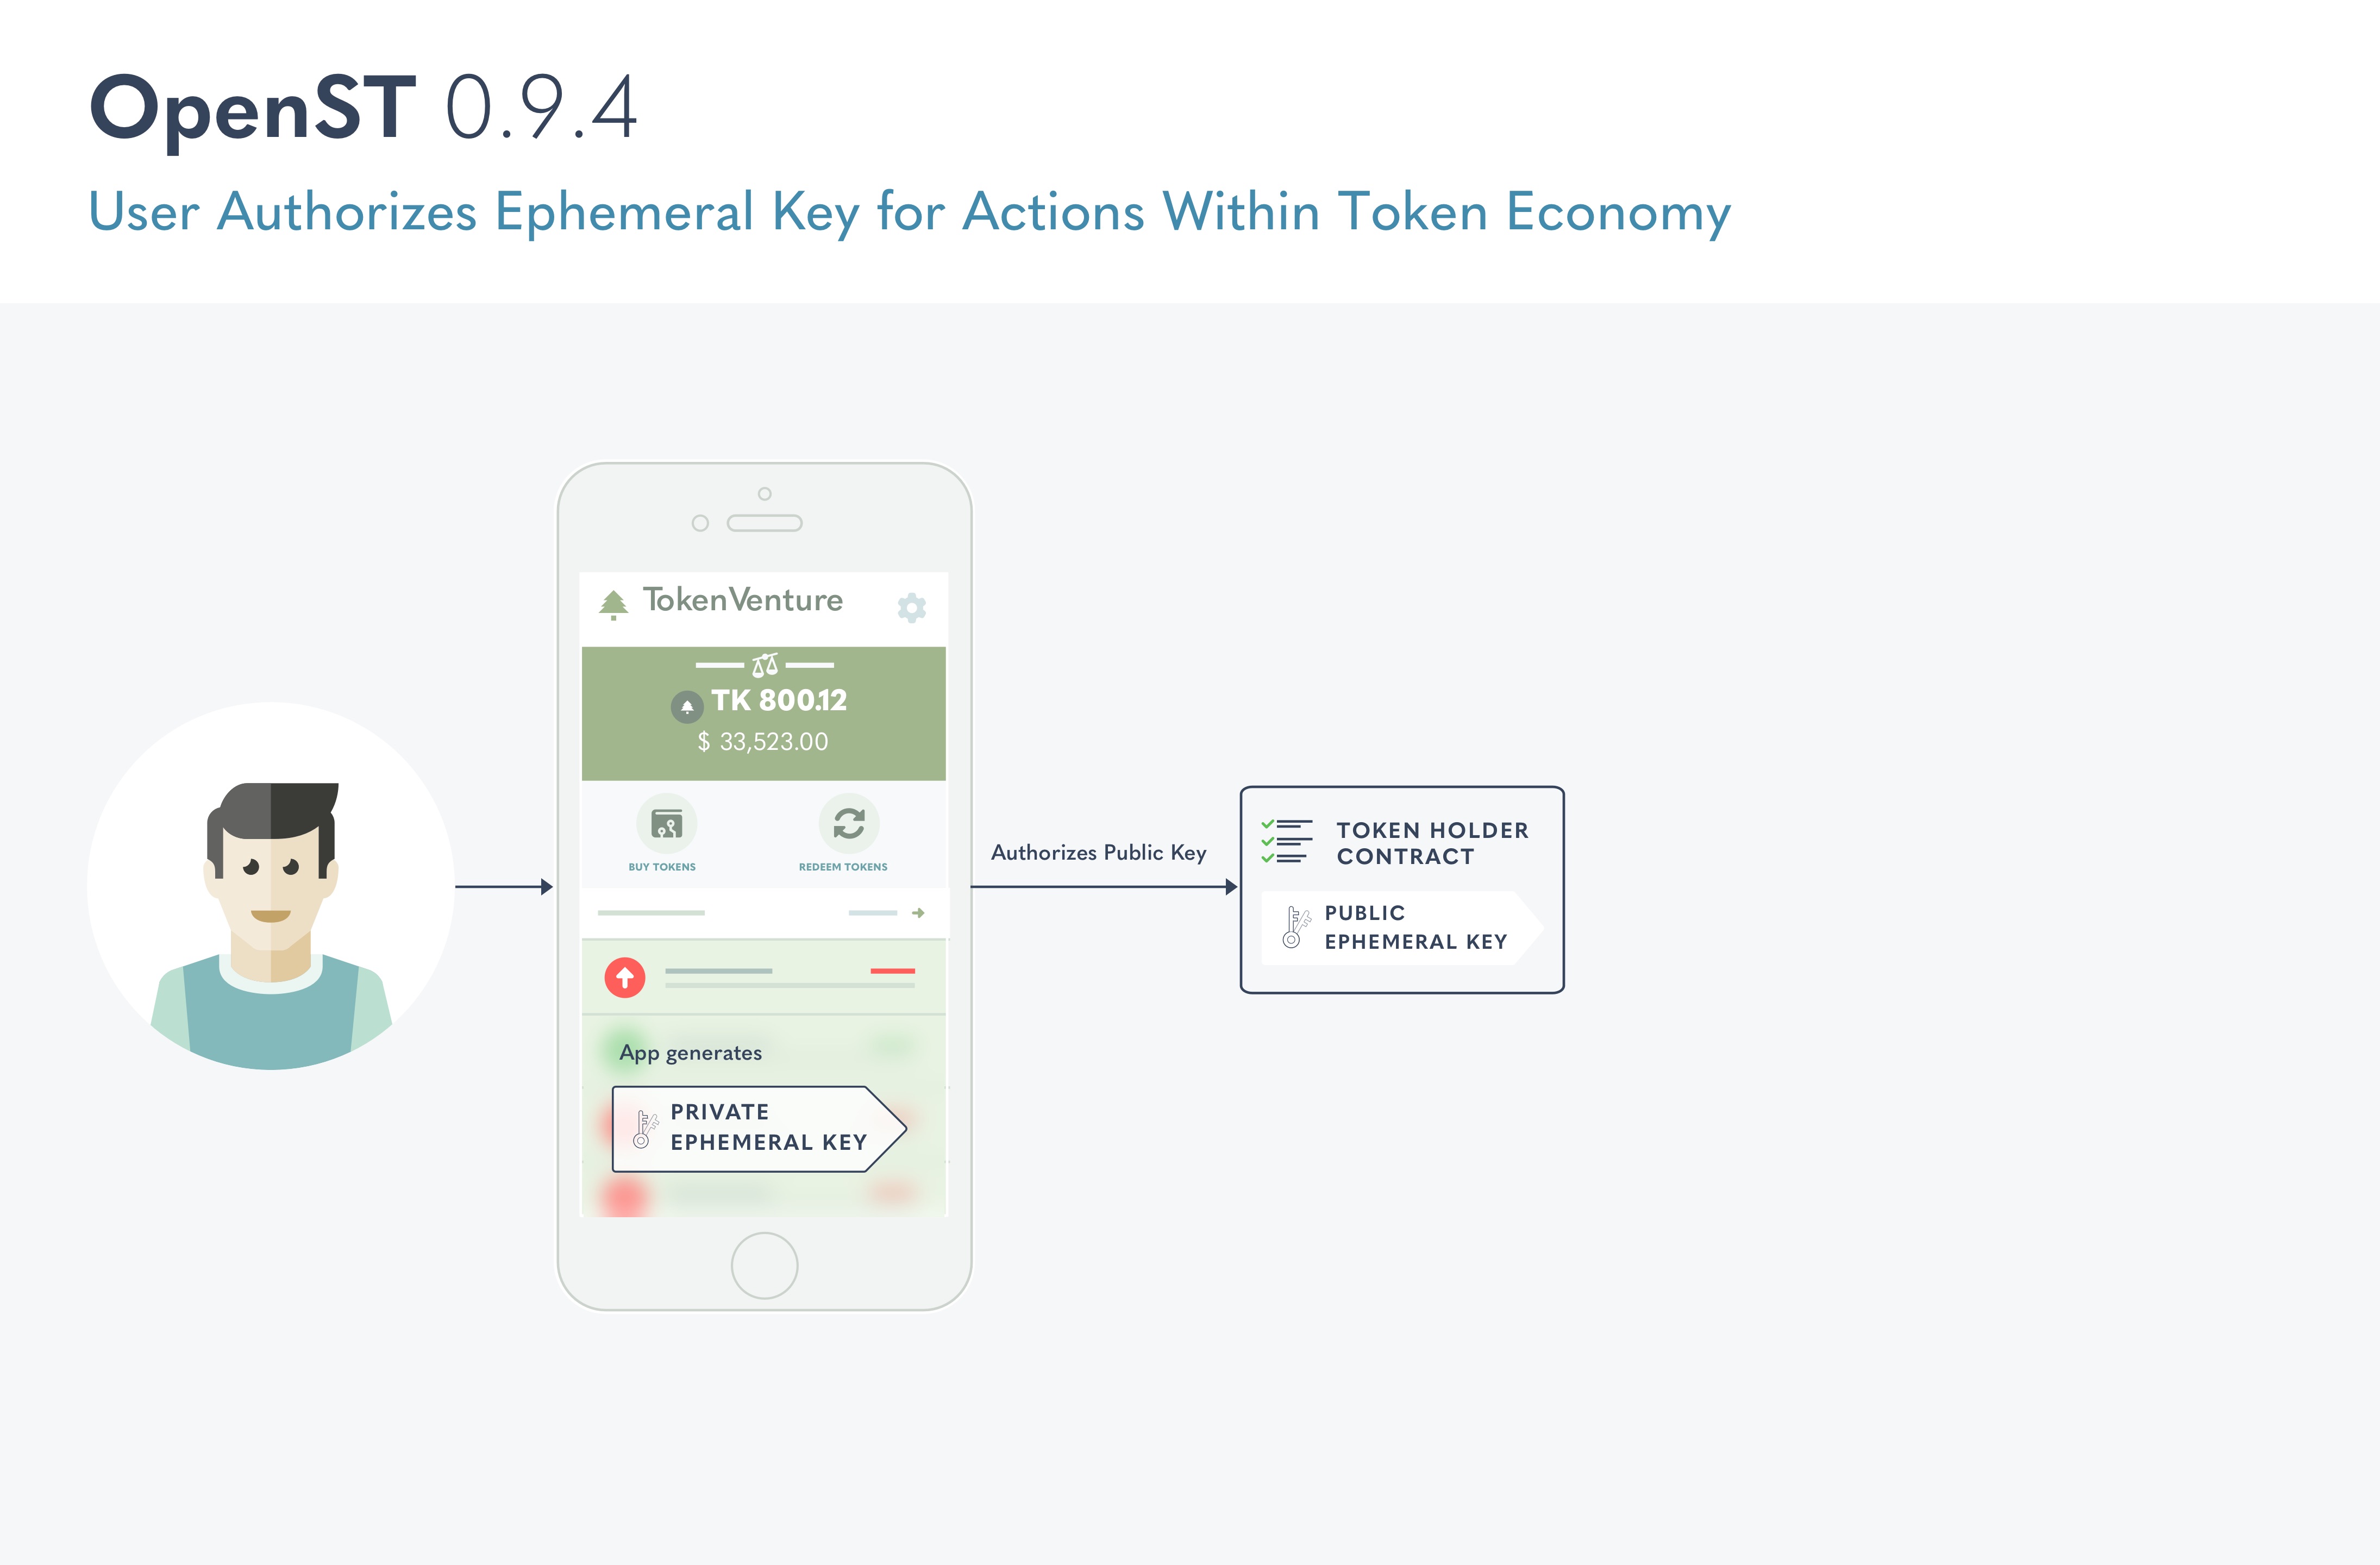 OpenST 0.9.4
User Authorizes Ephemeral Key for Actions Within Token Economy
TokenVenture
TK 800.12
$ 33,523.00
BUY TOKENS
REDEEM TOKENS
App generates
PRIVATE
EPHEMERAL KEY
Authorizes Public Key
TOKEN HOLDER
CONTRACT
PUBLIC
EPHEMERAL KEY